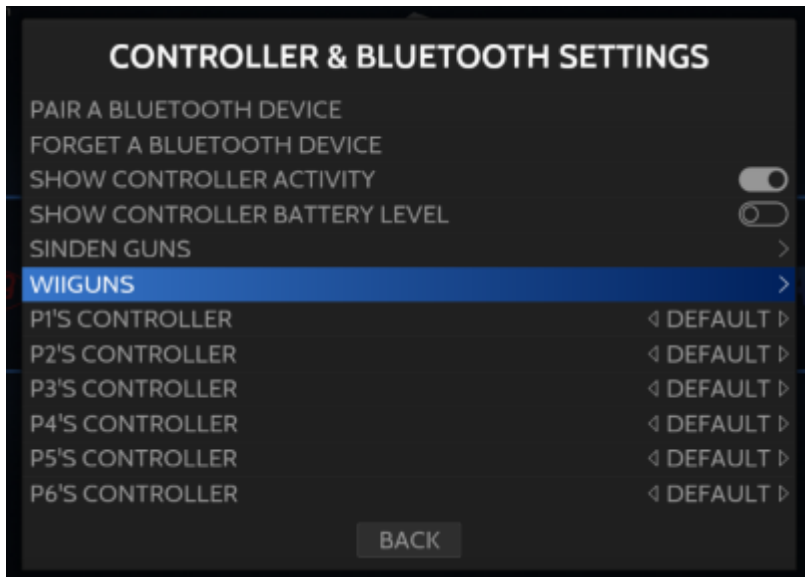 CONTROLLER & BLUETOOTH SETTINGS
PAIR A BLUETOOTH DEVICE
FORGET A BLUETOOTH DEVICE
SHOW CONTROLLER ACTIVITY
SHOW CONTROLLER BATTERY LEVEL
SINDEN GUNS
WIIGUNS
P1'S CONTROLLER DEFAULT
P2'S CONTROLLER DEFAULT
P3'S CONTROLLER DEFAULT
P4'S CONTROLLER DEFAULT
P5'S CONTROLLER DEFAULT
P6'S CONTROLLER DEFAULT
BACK